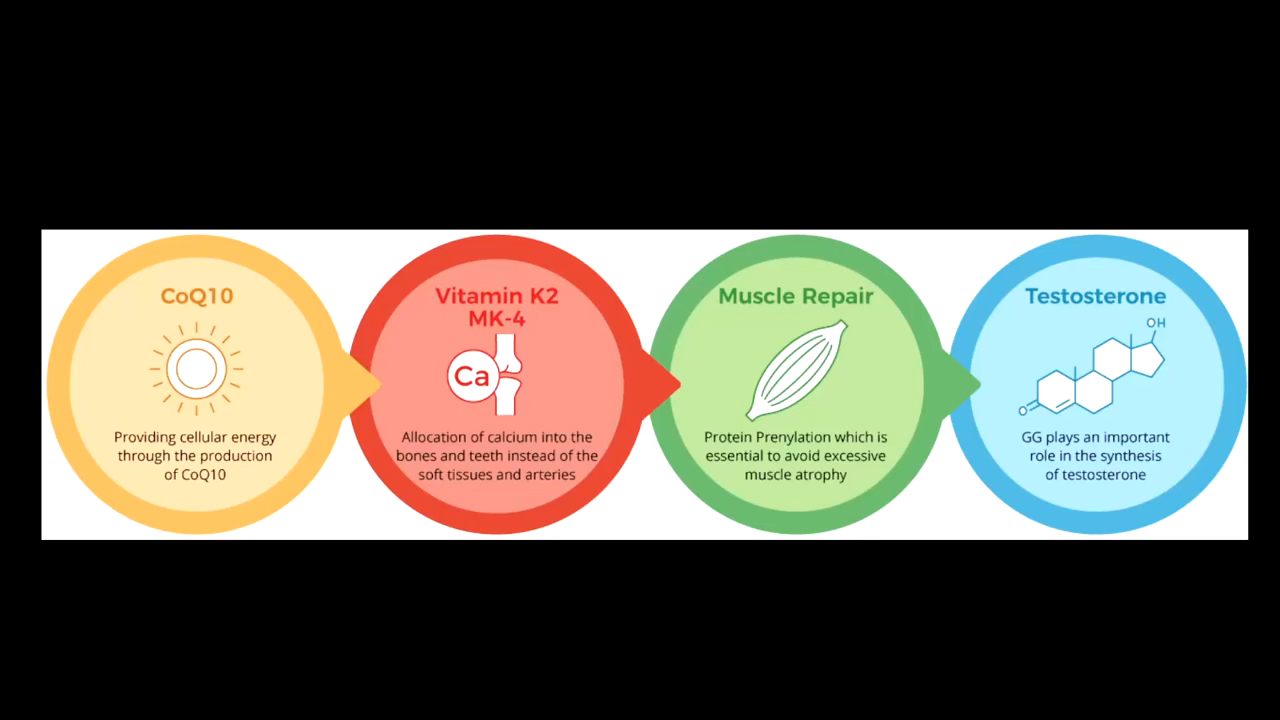 CoQ10
Providing cellular energy
through the production
of CoQ10
Vitamin K2
MK-4
Ca
Allocation of calcium into the
bones and teeth instead of the
soft tissues and arteries
Muscle Repair
Protein Prenylation which is
essential to avoid excessive
muscle atrophy
Testosterone
OH
O
GG plays an important
role in the synthesis
of testosterone